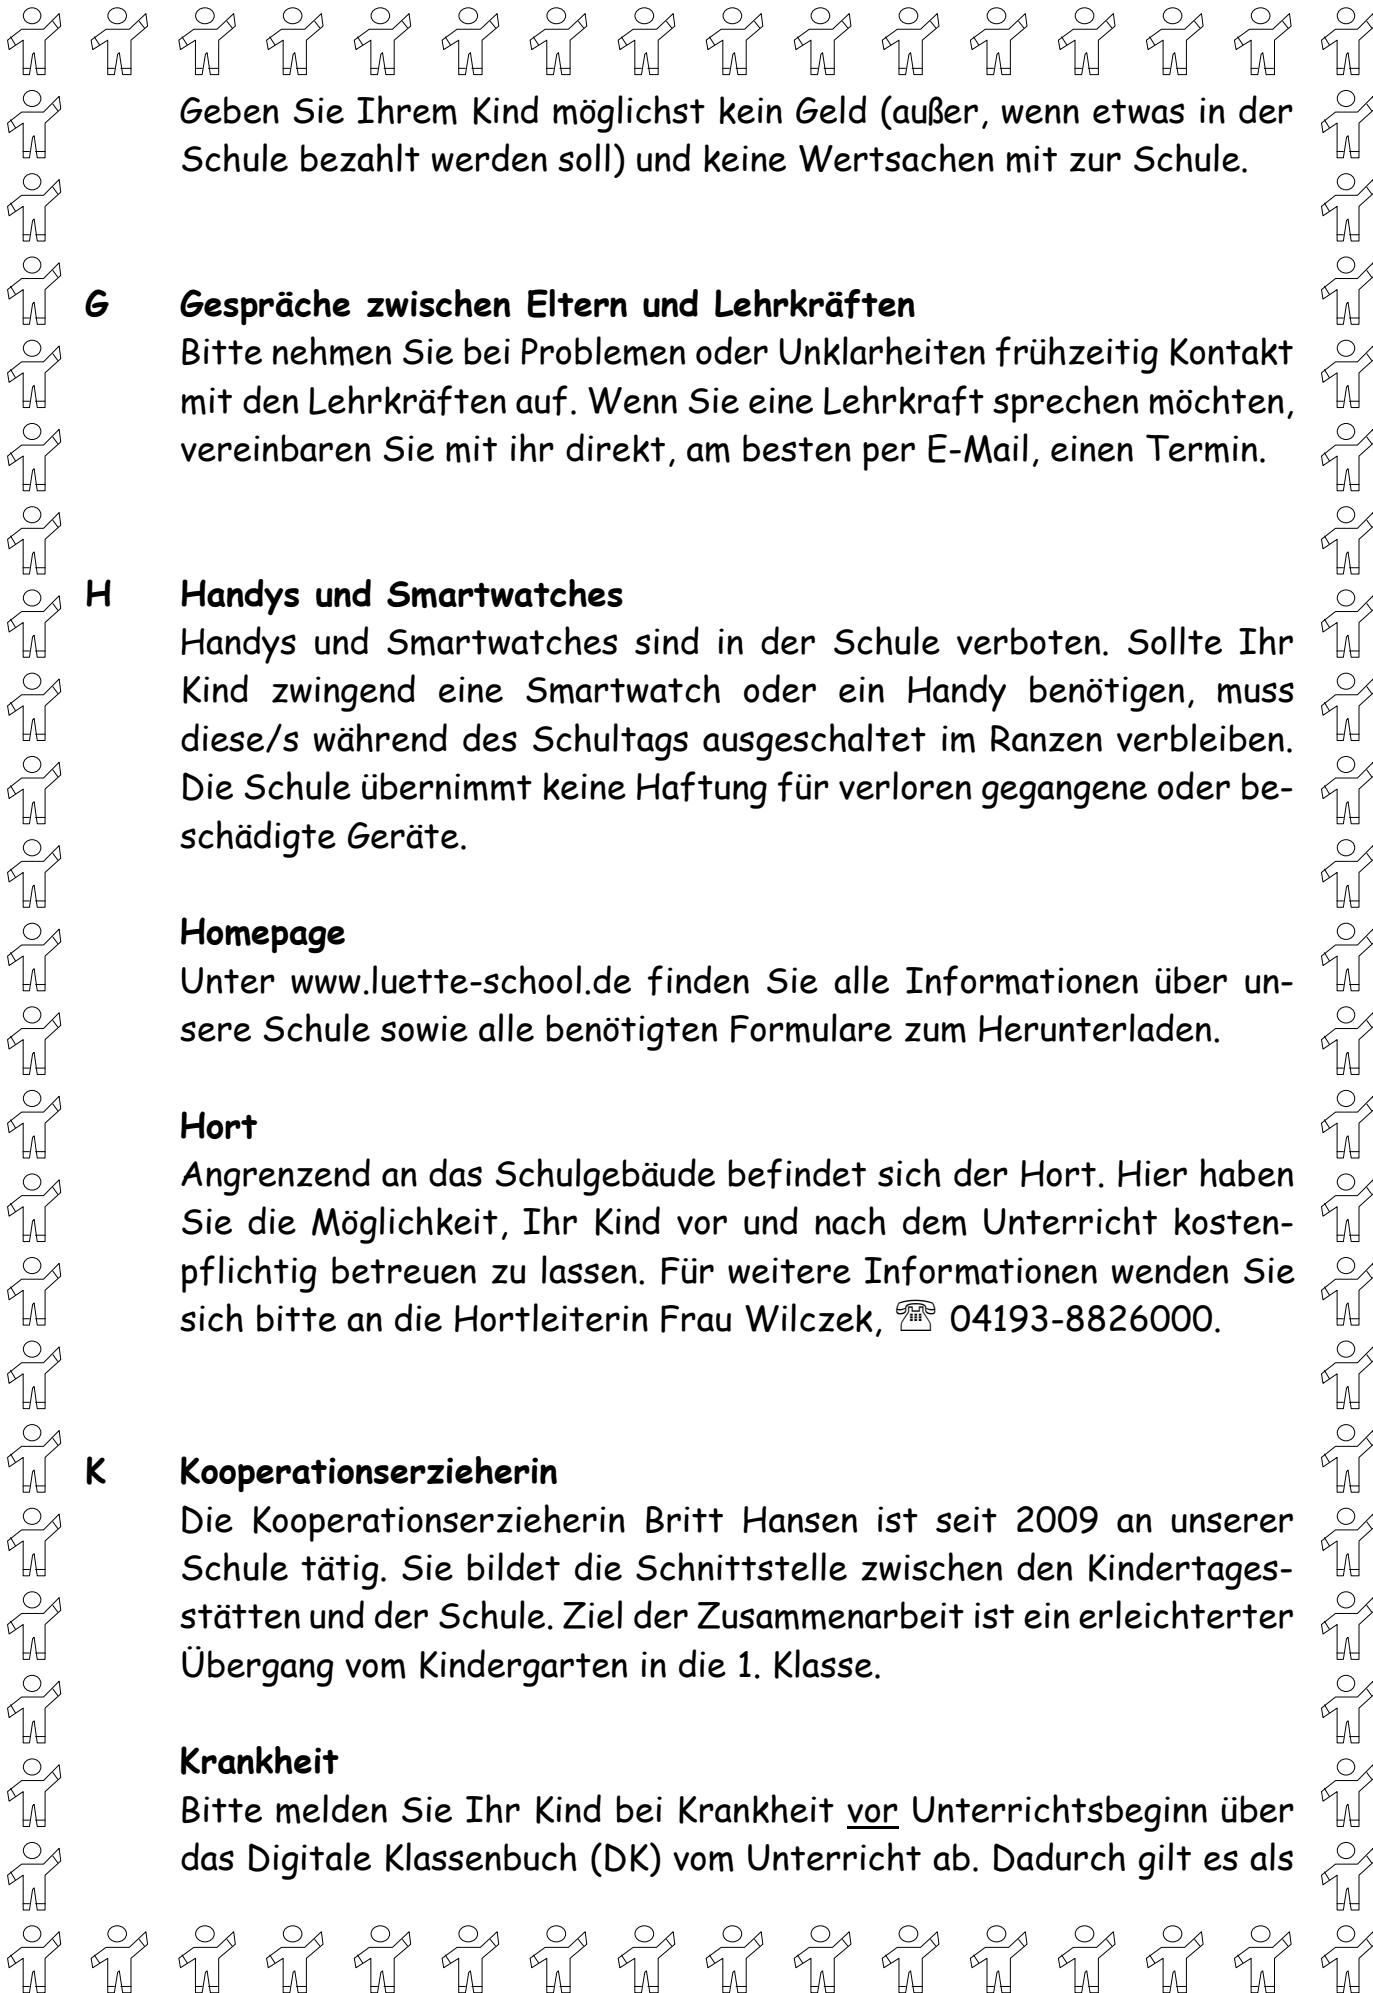 Geben Sie Ihrem Kind möglichst kein Geld (außer, wenn etwas in der
Schule bezahlt werden soll) und keine Wertsachen mit zur Schule.
G Gespräche zwischen Eltern und Lehrkräften
Bitte nehmen Sie bei Problemen oder Unklarheiten frühzeitig Kontakt
mit den Lehrkräften auf. Wenn Sie eine Lehrkraft sprechen möchten,
vereinbaren Sie mit ihr direkt, am besten per E-Mail, einen Termin.
H Handys und Smartwatches
Handys und Smartwatches sind in der Schule verboten. Sollte Ihr
Kind zwingend eine Smartwatch oder ein Handy benötigen, muss
diese/s während des Schultags ausgeschaltet im Ranzen verbleiben.
Die Schule übernimmt keine Haftung für verloren gegangene oder be-
schädigte Geräte.
Homepage
Unter www.luette-school.de finden Sie alle Informationen über un-
sere Schule sowie alle benötigten Formulare zum Herunterladen.
Hort
Angrenzend an das Schulgebäude befindet sich der Hort. Hier haben
Sie die Möglichkeit, Ihr Kind vor und nach dem Unterricht kosten-
pflichtig betreuen zu lassen. Für weitere Informationen wenden Sie
sich bitte an die Hortleiterin Frau Wilczek, ☏ 04193-8826000.
K Kooperationserzieherin
Die Kooperationserzieherin Britt Hansen ist seit 2009 an unserer
Schule tätig. Sie bildet die Schnittstelle zwischen den Kindertages-
stätten und der Schule. Ziel der Zusammenarbeit ist ein erleichterter
Übergang vom Kindergarten in die 1. Klasse.
Krankheit
Bitte melden Sie Ihr Kind bei Krankheit vor Unterrichtsbeginn über
das Digitale Klassenbuch (DK) vom Unterricht ab. Dadurch gilt es als